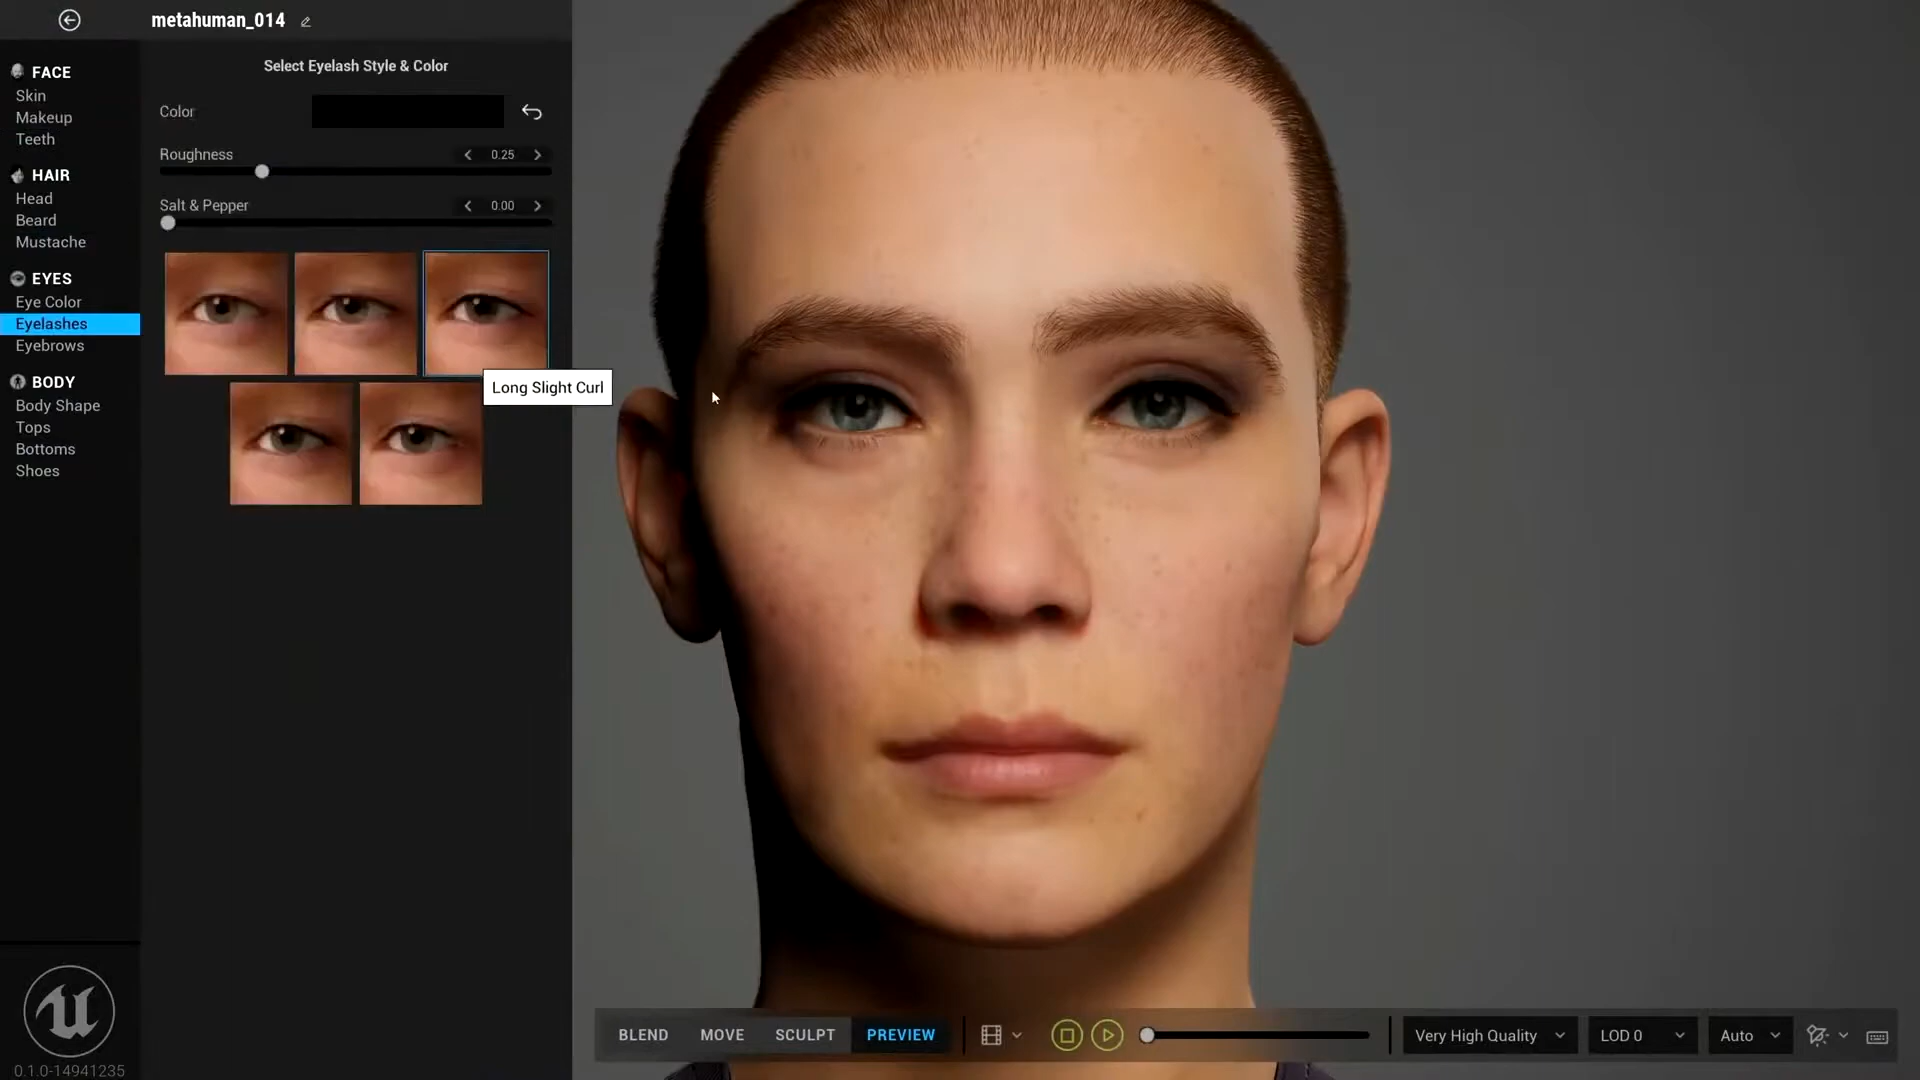 metahuman_014
Select Eyelash Style & Color
FACE
Skin
Makeup
Teeth
HAIR
Head
Beard
Mustache
EYES
Eye Color
Eyelashes
Eyebrows
BODY
Body Shape
Tops
Bottoms
Shoes
Color
Roughness
0.25
Salt & Pepper
0.00
Long Slight Curl
BLEND MOVE SCULPT PREVIEW Very High Quality LOD 0 Auto
0.1.0-14941235